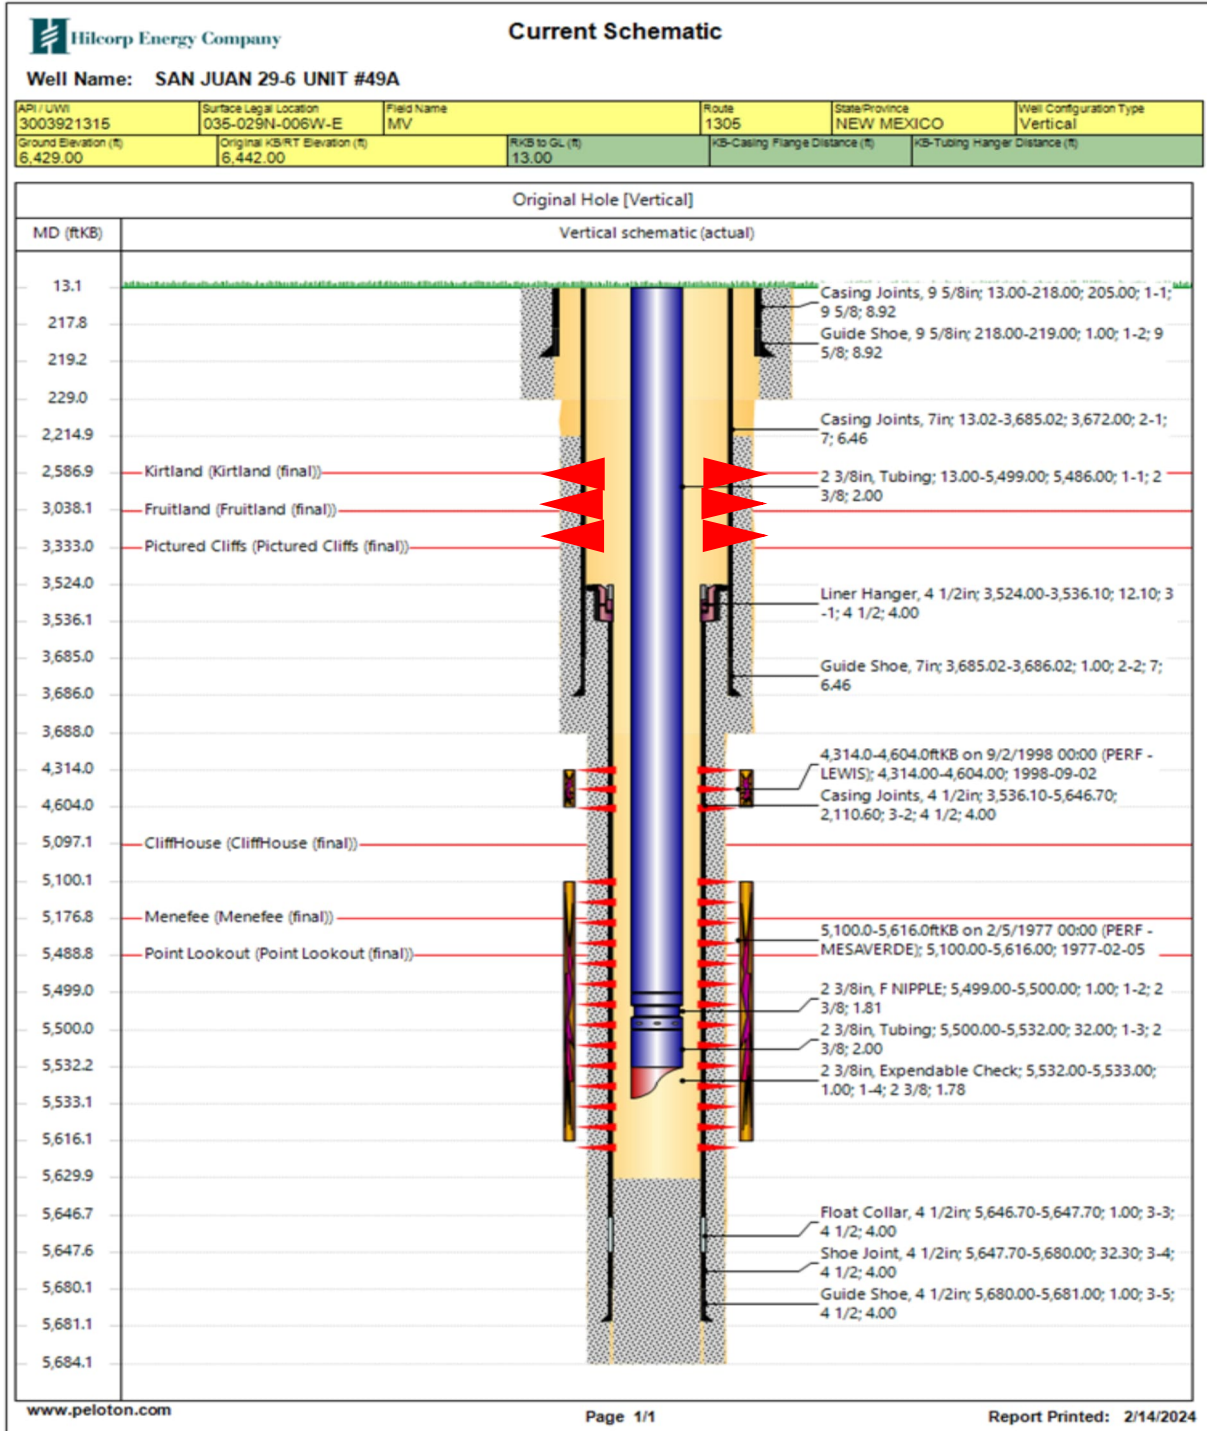 Hilcorp Energy Company
Current Schematic
Well Name: SAN JUAN 29-6 UNIT #49A
API / UWI
3003921315
Surface Legal Location
035-029N-006W-E
Field Name
MV
Route
1305
State/Province
NEW MEXICO
Well Configuration Type
Vertical
Ground Elevation (ft)
6,429.00
Original KB/RT Elevation (ft)
6,442.00
RKB to GL (ft)
13.00
KB-Casing Flange Distance (ft)
KB-Tubing Hanger Distance (ft)
Original Hole [Vertical]
MD (ftKB)
Vertical schematic (actual)
13.1
Casing Joints, 9 5/8in; 13.00-218.00; 205.00; 1-1;
9 5/8; 8.92
217.8
Guide Shoe, 9 5/8in; 218.00-219.00; 1.00; 1-2; 9
5/8; 8.92
219.2
229.0
Casing Joints, 7in; 13.02-3,685.02; 3,672.00; 2-1;
7; 6.46
2,214.9
2,586.9
Kirtland (Kirtland (final))
2 3/8in, Tubing; 13.00-5,499.00; 5,486.00; 1-1; 2
3/8; 2.00
3,038.1
Fruitland (Fruitland (final))
3,333.0
Pictured Cliffs (Pictured Cliffs (final))
3,524.0
Liner Hanger, 4 1/2in; 3,524.00-3,536.10; 12.10; 3
-1; 4 1/2; 4.00
3,536.1
3,685.0
Guide Shoe, 7in; 3,685.02-3,686.02; 1.00; 2-2; 7;
6.46
3,686.0
3,688.0
4,314.0-4,604.0ftKB on 9/2/1998 00:00 (PERF -
LEWIS); 4,314.00-4,604.00; 1998-09-02
4,314.0
Casing Joints, 4 1/2in; 3,536.10-5,646.70;
2,110.60; 3-2; 4 1/2; 4.00
4,604.0
5,097.1
CliffHouse (CliffHouse (final))
5,100.1
5,176.8
Menefee (Menefee (final))
5,100.0-5,616.0ftKB on 2/5/1977 00:00 (PERF -
MESAVERDE); 5,100.00-5,616.00; 1977-02-05
5,488.8
Point Lookout (Point Lookout (final))
5,499.0
2 3/8in, F NIPPLE; 5,499.00-5,500.00; 1.00; 1-2; 2
3/8; 1.81
5,500.0
2 3/8in, Tubing; 5,500.00-5,532.00; 32.00; 1-3; 2
3/8; 2.00
5,532.2
2 3/8in, Expendable Check; 5,532.00-5,533.00;
1.00; 1-4; 2 3/8; 1.78
5,533.1
5,616.1
5,629.9
5,646.7
Float Collar, 4 1/2in; 5,646.70-5,647.70; 1.00; 3-3;
4 1/2; 4.00
5,647.6
Shoe Joint, 4 1/2in; 5,647.70-5,680.00; 32.30; 3-4;
4 1/2; 4.00
5,680.1
Guide Shoe, 4 1/2in; 5,680.00-5,681.00; 1.00; 3-5;
4 1/2; 4.00
5,681.1
5,684.1
www.peloton.com
Page 1/1
Report Printed: 2/14/2024